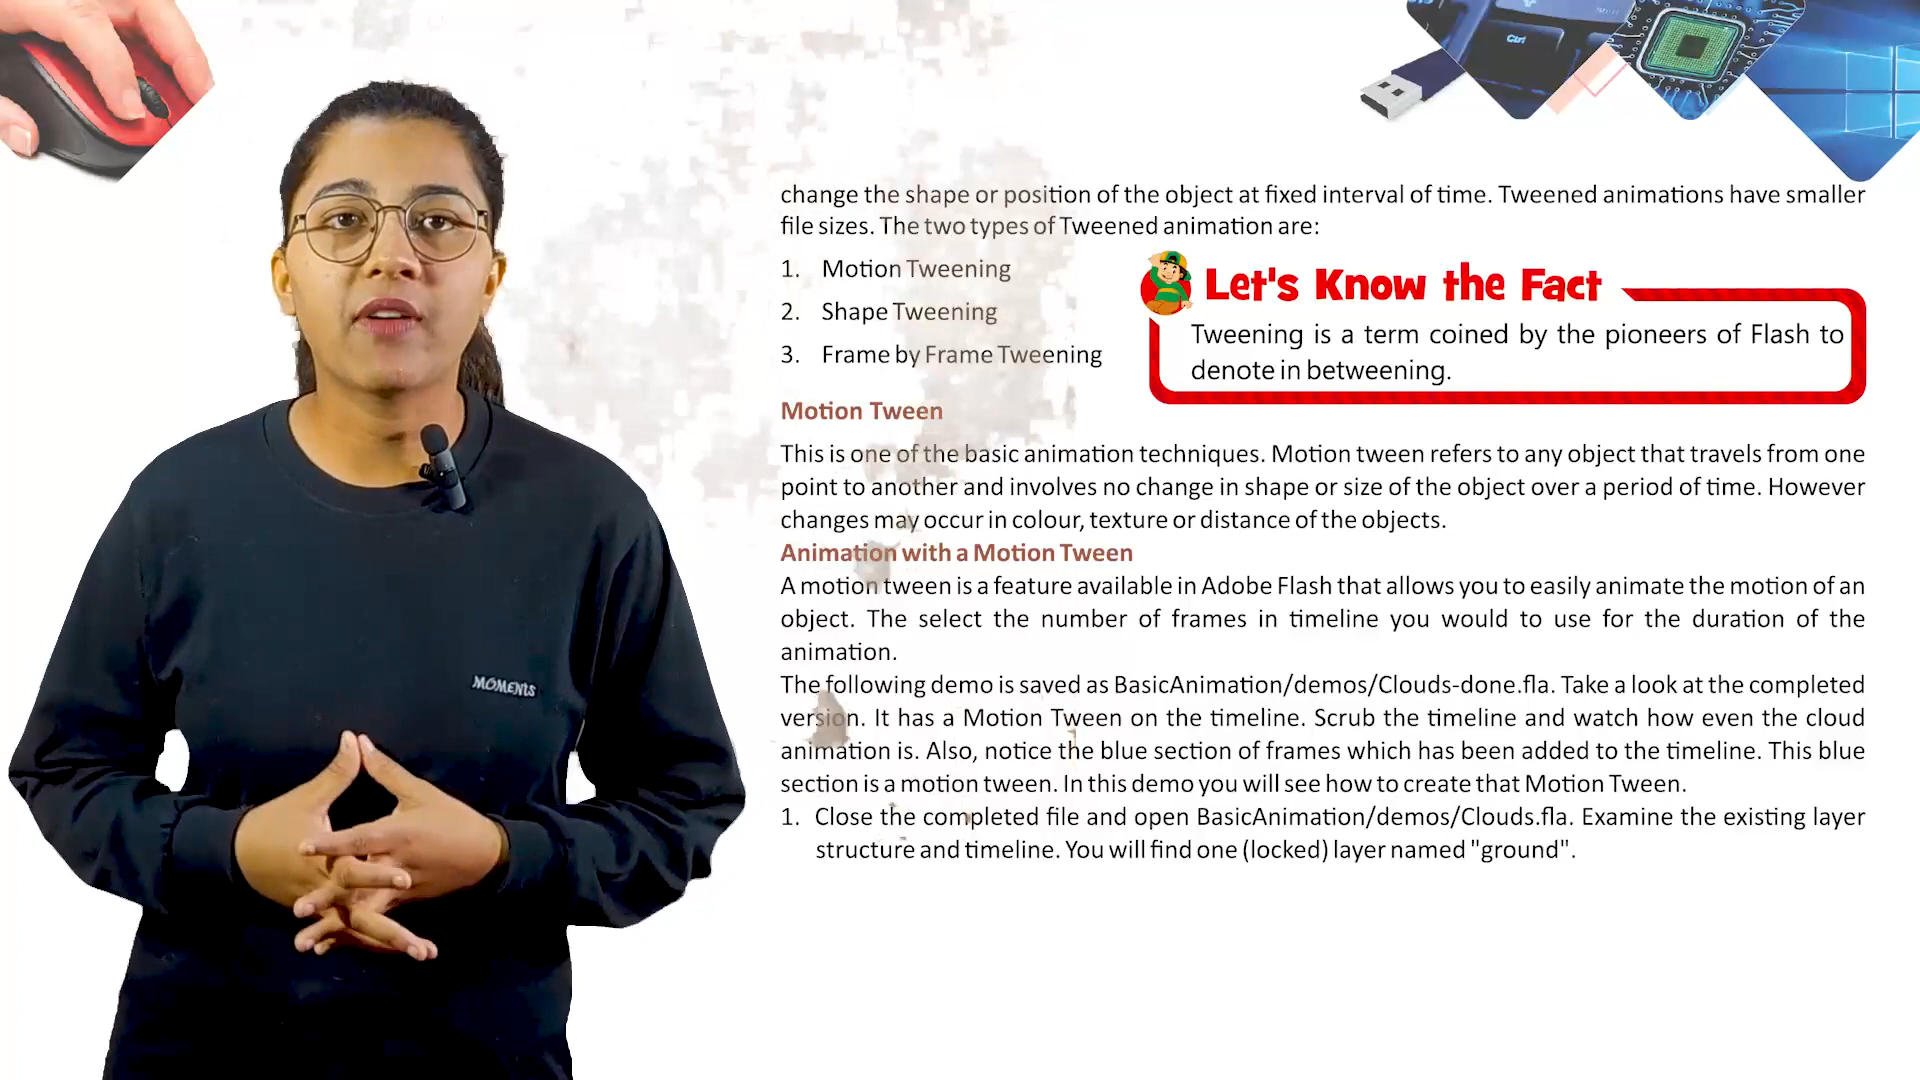 Ctrl
change the shape or position of the object at fixed interval of time. Tweened animations have smaller
file sizes. The two types of Tweened animation are:
1. Motion Tweening
2. Shape Tweening
3. Frame by Frame Tweening
Let's Know the Fact
Tweening is a term coined by the pioneers of Flash to
denote in betweening.
Motion Tween
This is one of the basic animation techniques. Motion tween refers to any object that travels from one
point to another and involves no change in shape or size of the object over a period of time. However
changes may occur in colour, texture or distance of the objects.
Animation with a Motion Tween
A motion tween is a feature available in Adobe Flash that allows you to easily animate the motion of an
object. The select the number of frames in timeline you would to use for the duration of the
animation.
The following demo is saved as BasicAnimation/demos/Clouds-done.fla. Take a look at the completed
version. It has a Motion Tween on the timeline. Scrub the timeline and watch how even the cloud
animation is. Also, notice the blue section of frames which has been added to the timeline. This blue
section is a motion tween. In this demo you will see how to create that Motion Tween.
1. Close the completed file and open BasicAnimation/demos/Clouds.fla. Examine the existing layer
structure and timeline. You will find one (locked) layer named "ground".
MOMENTS